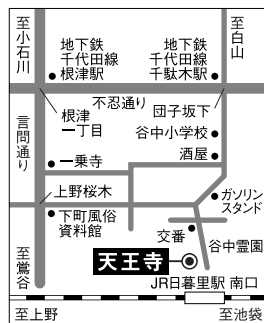 至小石川
至白山
地下鉄
千代田線
根津駅
地下鉄
千代田線
千駄木駅
不忍通り
根津
一丁目
団子坂下
谷中小学校
言問通り
一乗寺
酒屋
上野桜木
ガソリン
スタンド
下町風俗
資料館
交番
谷中霊園
至鶯谷
天王寺
JR日暮里駅 南口
至上野
至池袋